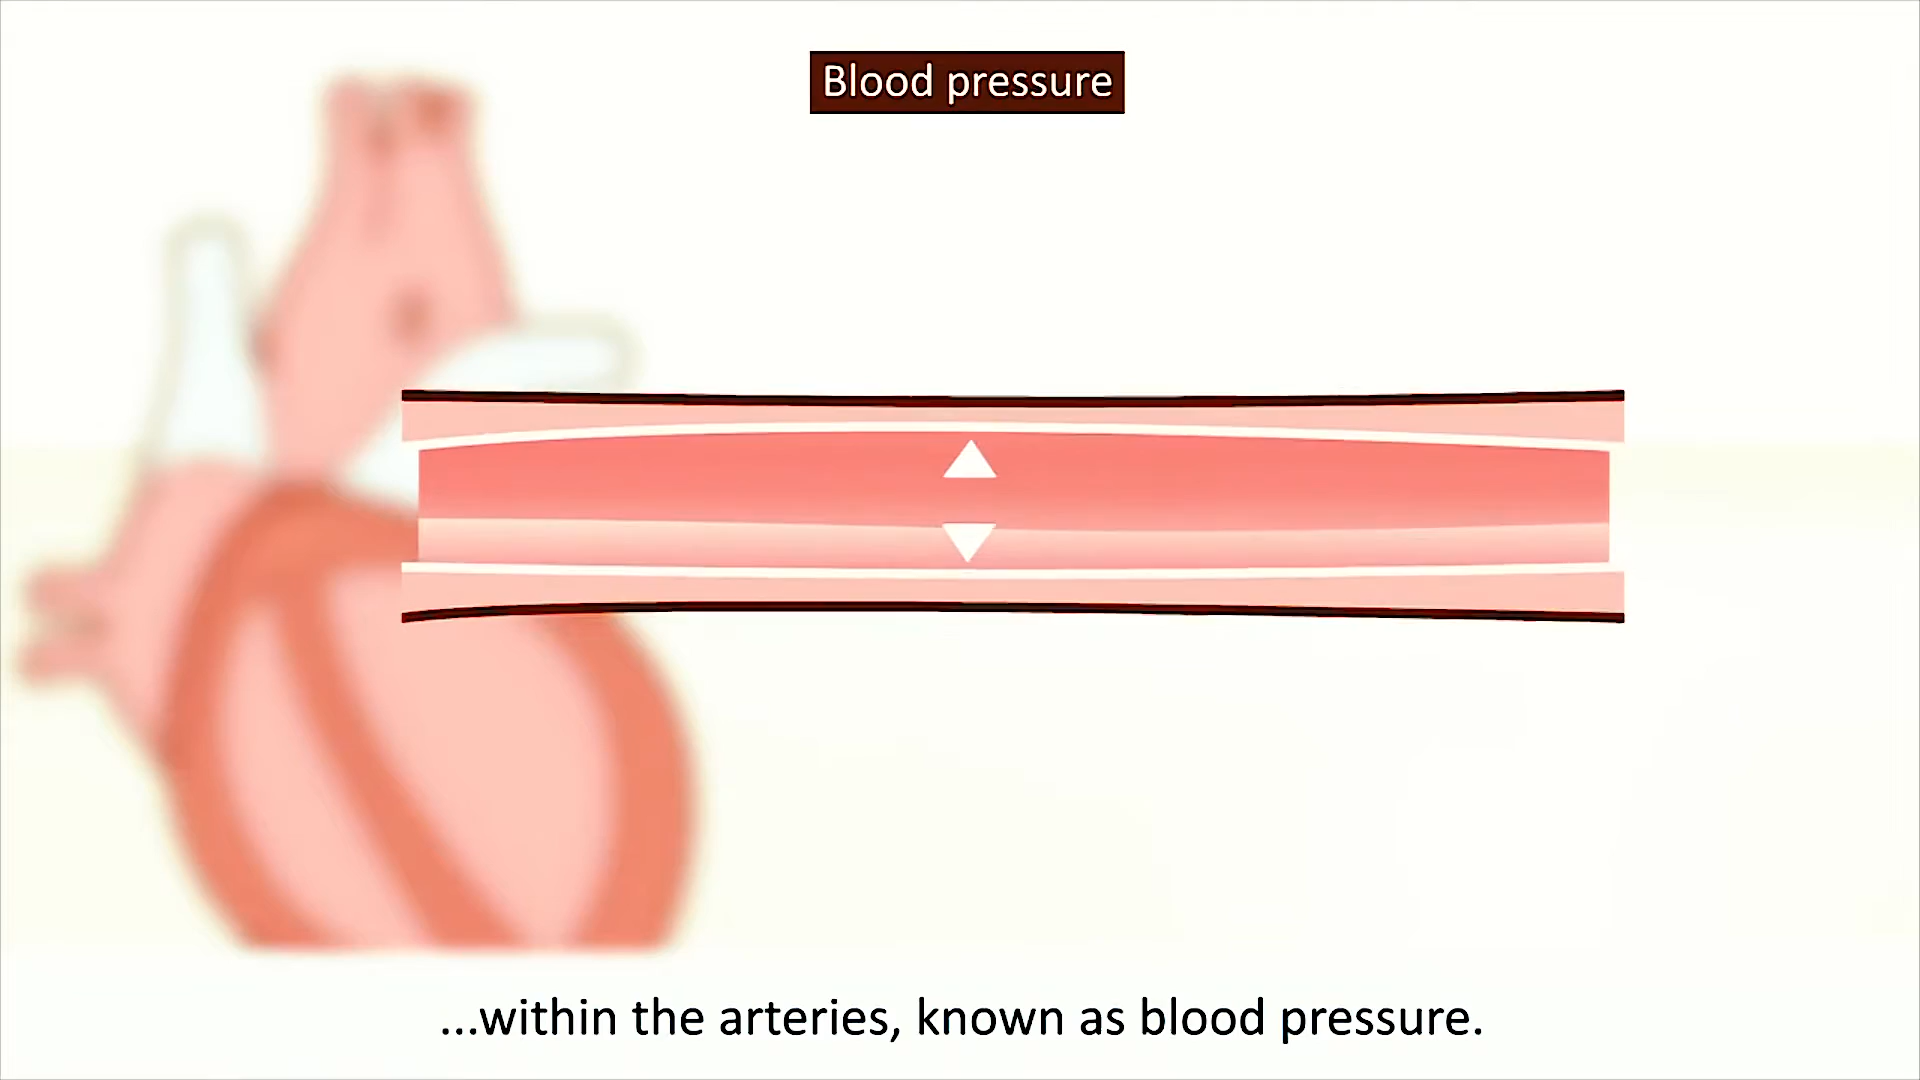 Blood pressure
...within the arteries, known as blood pressure.